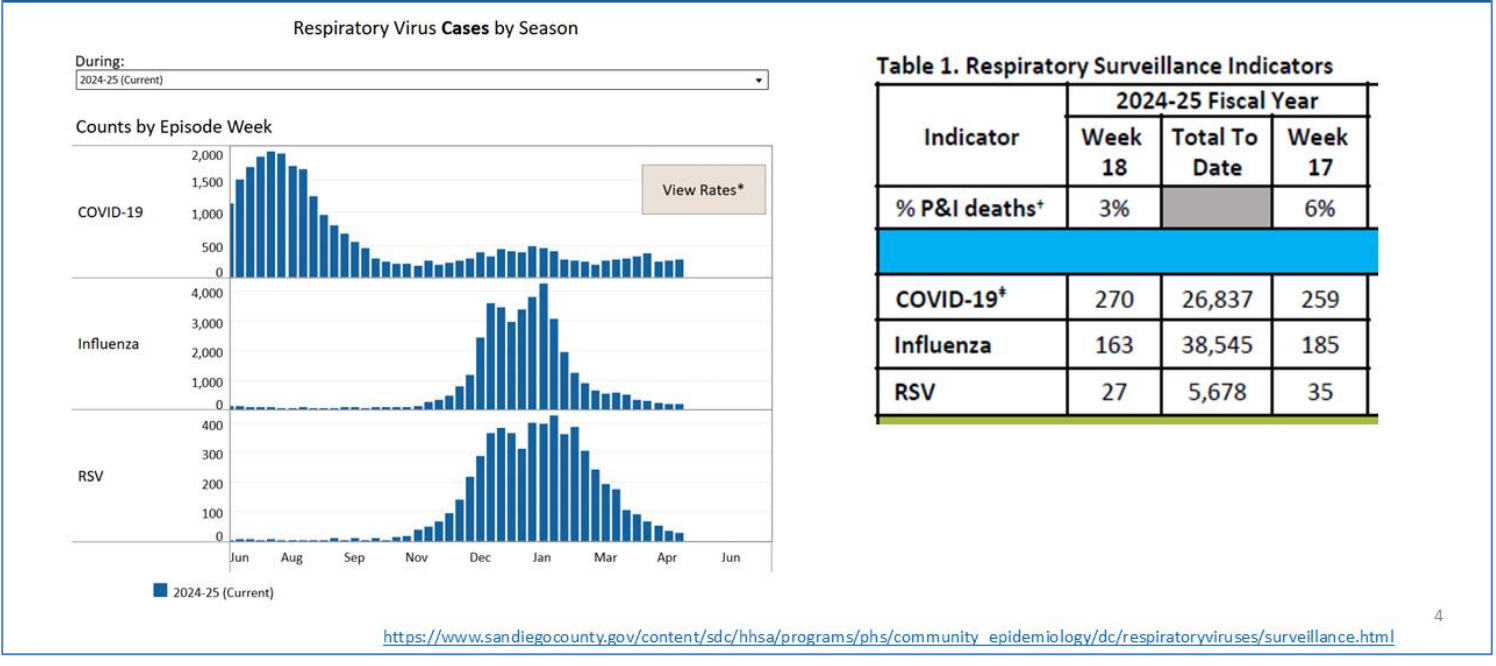 Respiratory Virus Cases by Season
During:
2024-25 (Current)
Counts by Episode Week
COVID-19
2,000
1,500
1,000
500
0
View Rates*
Influenza
4,000
3,000
2,000
1,000
0
RSV
400
300
200
100
0
Jun Aug Sep Nov Dec Jan Mar Apr Jun
2024-25 (Current)
Table 1. Respiratory Surveillance Indicators
2024-25 Fiscal Year
Indicator Week 18 Total To Date Week 17
% P&I deaths⁺ 3% 6%
COVID-19ǂ 270 26,837 259
Influenza 163 38,545 185
RSV 27 5,678 35
4
https://www.sandiegocounty.gov/content/sdc/hhsa/programs/phs/community_epidemiology/dc/respiratoryviruses/surveillance.html